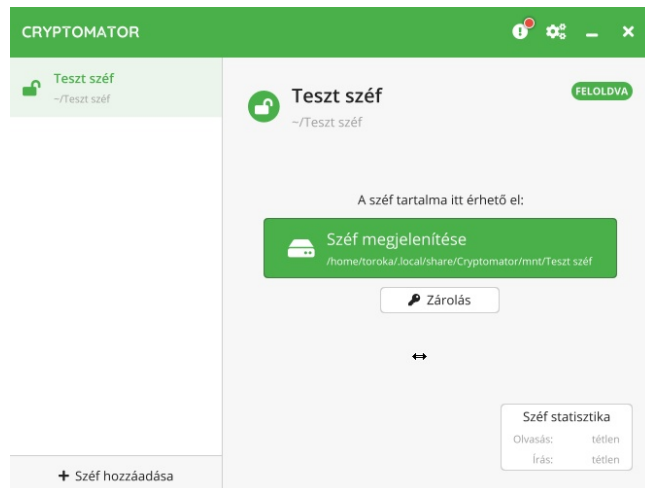 CRYPTOMATOR
Teszt széf
~/Teszt széf
Teszt széf
~/Teszt széf
FELOLDVA
A széf tartalma itt érhető el:
Széf megjelenítése
/home/toroka/.local/share/Cryptomator/mnt/Teszt széf
Zárolás
Széf statisztika
Olvasás: tétlen
Írás: tétlen
+ Széf hozzáadása